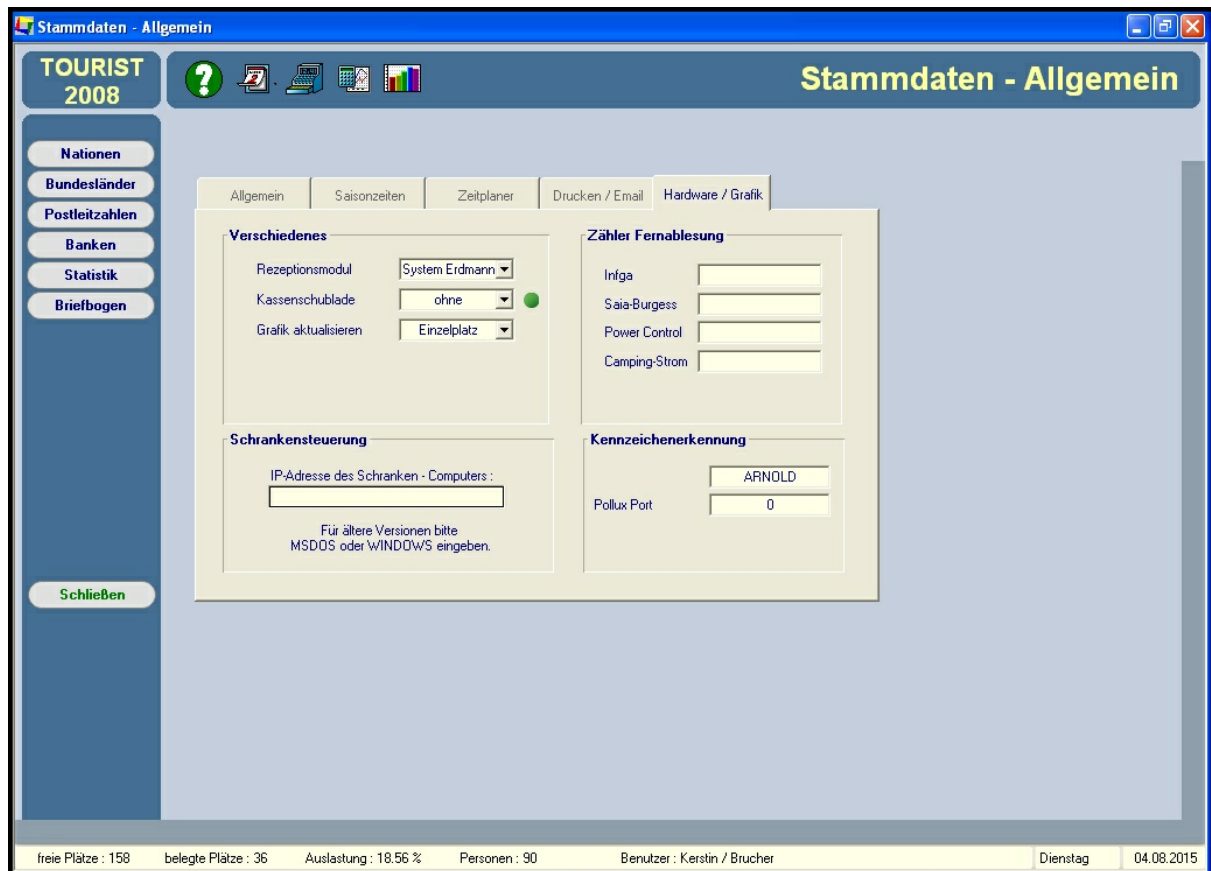 Stammdaten - Allgemein
TOURIST
2008
Stammdaten - Allgemein
Nationen
Bundesländer
Postleitzahlen
Banken
Statistik
Briefbogen
Schließen
Allgemein
Saisonzeiten
Zeitplaner
Drucken / Email
Hardware / Grafik
Verschiedenes
Rezeptionsmodul System Erdmann
Kassenschublade ohne
Grafik aktualisieren Einzelplatz
Zähler Fernablesung
Infga
Saia-Burgess
Power Control
Camping-Strom
Schrankensteuerung
IP-Adresse des Schranken - Computers :
Für ältere Versionen bitte
MSDOS oder WINDOWS eingeben.
Kennzeichenerkennung
ARNOLD
Pollux Port 0
freie Plätze : 158 belegte Plätze : 36 Auslastung : 18.56 % Personen : 90 Benutzer : Kerstin / Brucher Dienstag 04.08.2015